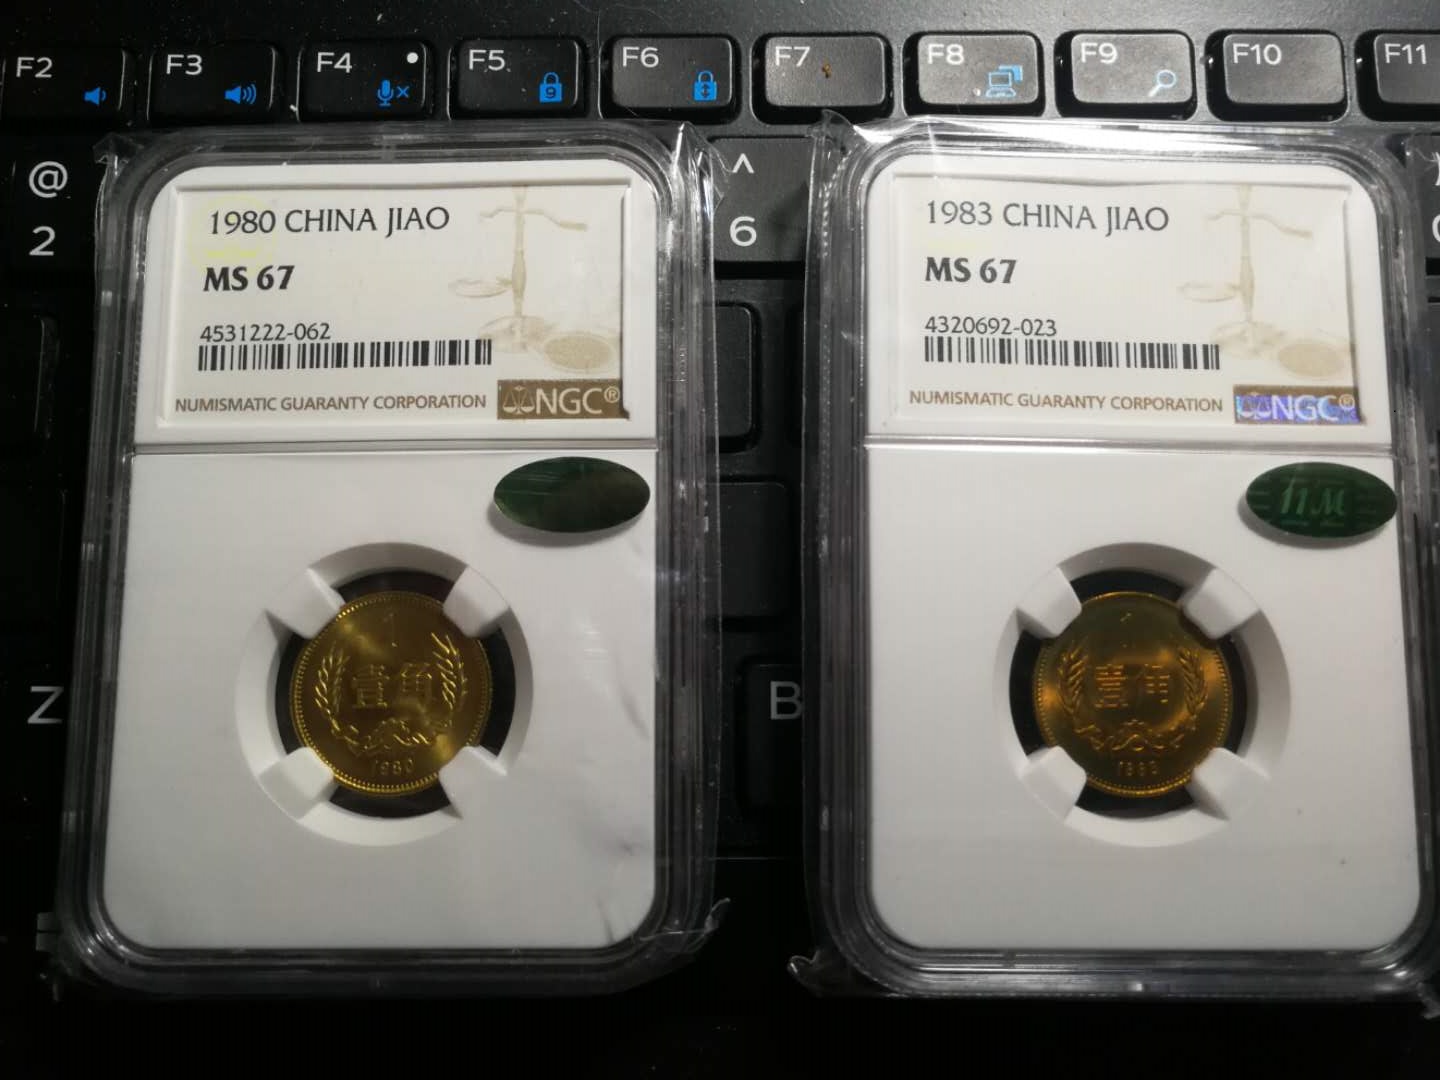 F2
F3
F4
F5
F6
F7
F8
F9
F10
F11
@
2
^
6
1980 CHINA JIAO
MS 67
4531222-062
NUMISMATIC GUARANTY CORPORATION
NGC®
壹角
1980
1983 CHINA JIAO
MS 67
4320692-023
NUMISMATIC GUARANTY CORPORATION
NGC®
壹角
1983
Z
B